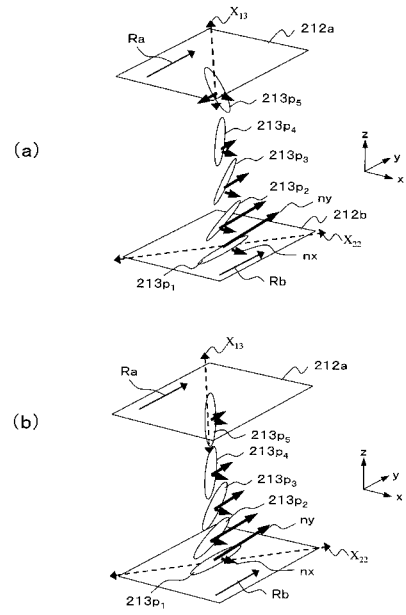 X13
212a
Ra
213p5
213p4
(a)
213p3
213p2
ny
212b
X22
213p1
Rb
nx
z
y
x
X13
212a
Ra
(b)
213p5
213p4
213p3
213p2
ny
X22
213p1
nx
Rb
z
y
x